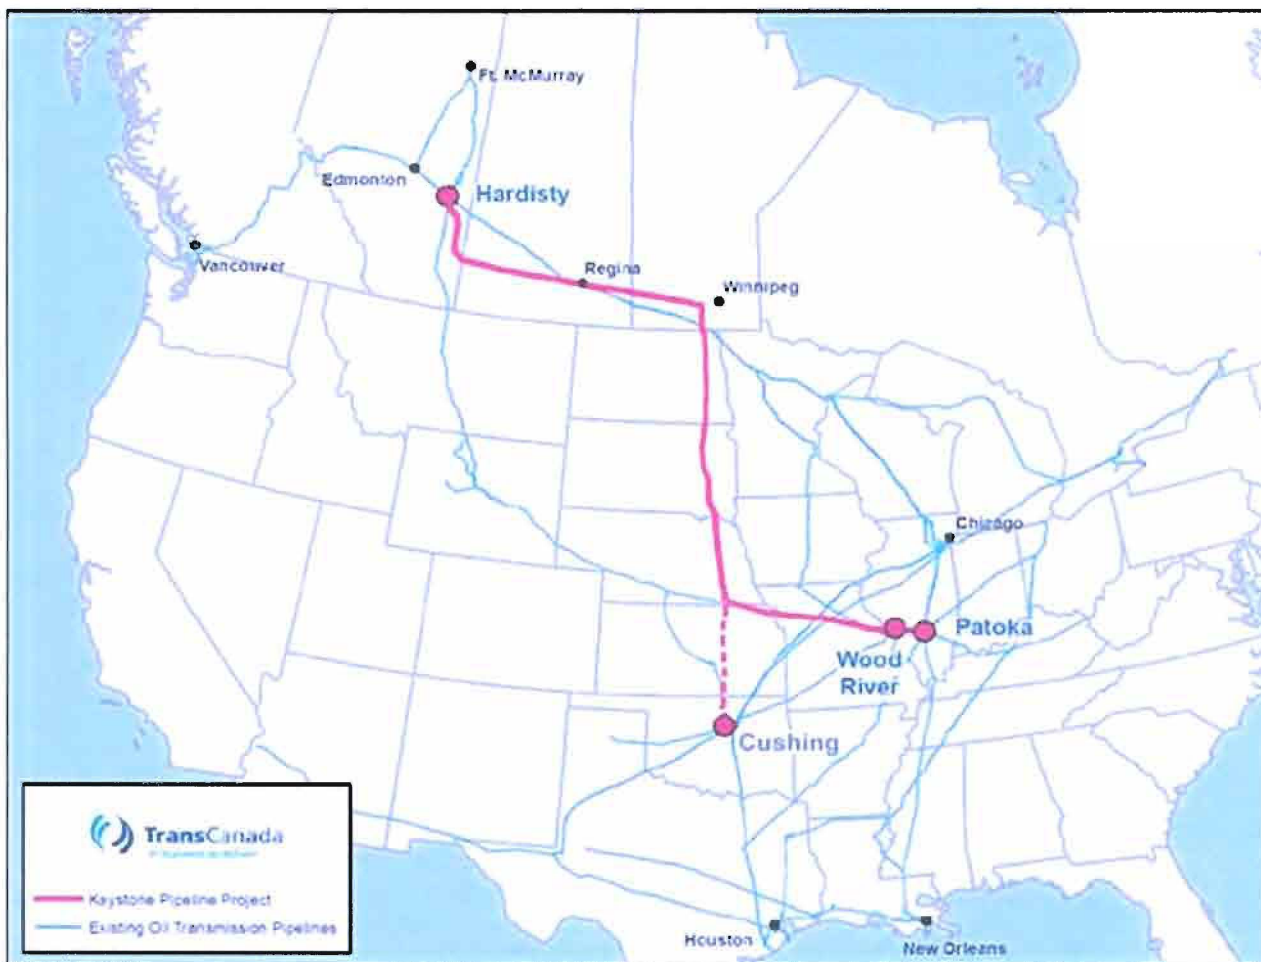 Ft. McMurray
Edmonton
Hardisty
Vancouver
Regina
Winnipeg
Chicago
Patoka
Wood
River
Cushing
TransCanada
Keystone Pipeline Project
Existing Oil Transmission Pipelines
Houston
New Orleans